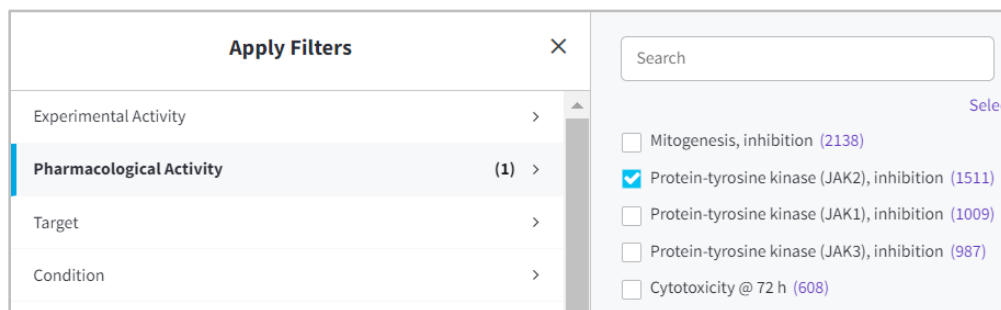 Apply Filters
Experimental Activity
Pharmacological Activity (1)
Target
Condition
Search
Sele
Mitogenesis, inhibition (2138)
Protein-tyrosine kinase (JAK2), inhibition (1511)
Protein-tyrosine kinase (JAK1), inhibition (1009)
Protein-tyrosine kinase (JAK3), inhibition (987)
Cytotoxicity @ 72 h (608)